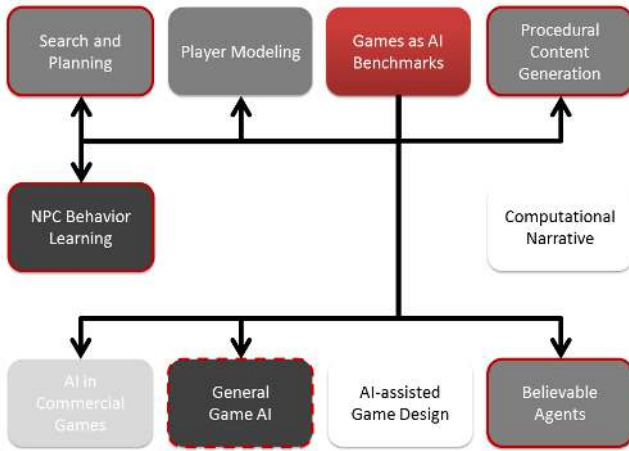 Search and
Planning
Player Modeling
Games as AI
Benchmarks
Procedural
Content
Generation
NPC Behavior
Learning
Computational
Narrative
AI in
Commercial
Games
General
Game AI
AI-assisted
Game Design
Believable
Agents